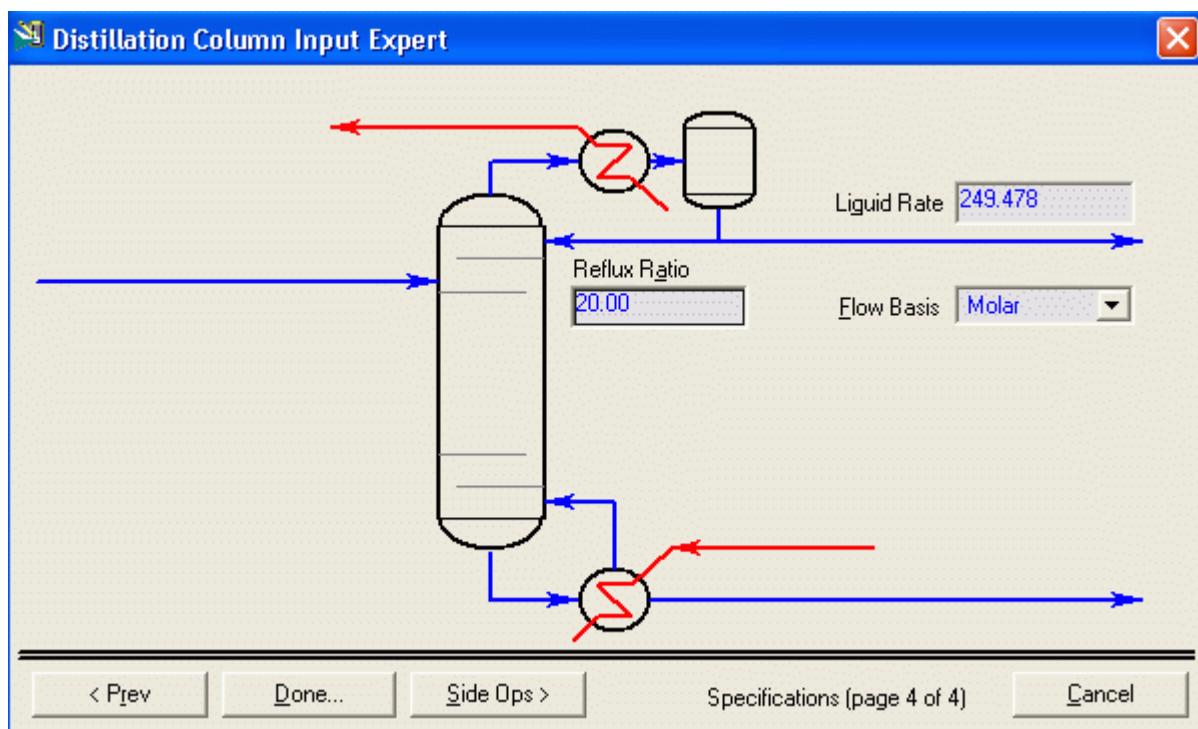 Distillation Column Input Expert
Liquid Rate 249.478
Reflux Ratio
20.00
Flow Basis Molar
< Prev Done... Side Ops > Specifications (page 4 of 4) Cancel